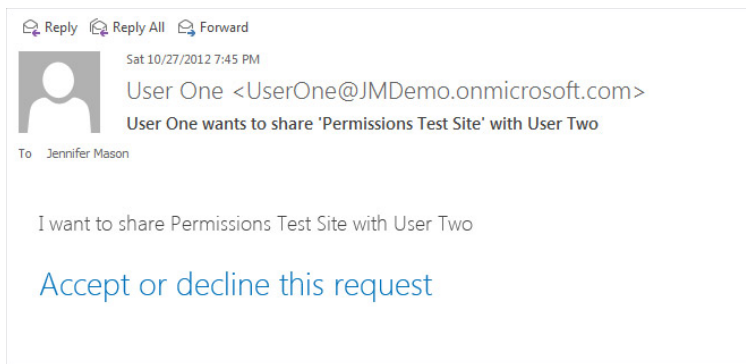 Reply Reply All Forward
Sat 10/27/2012 7:45 PM
User One <UserOne@JMDemo.onmicrosoft.com>
User One wants to share 'Permissions Test Site' with User Two
To Jennifer Mason
I want to share Permissions Test Site with User Two
Accept or decline this request